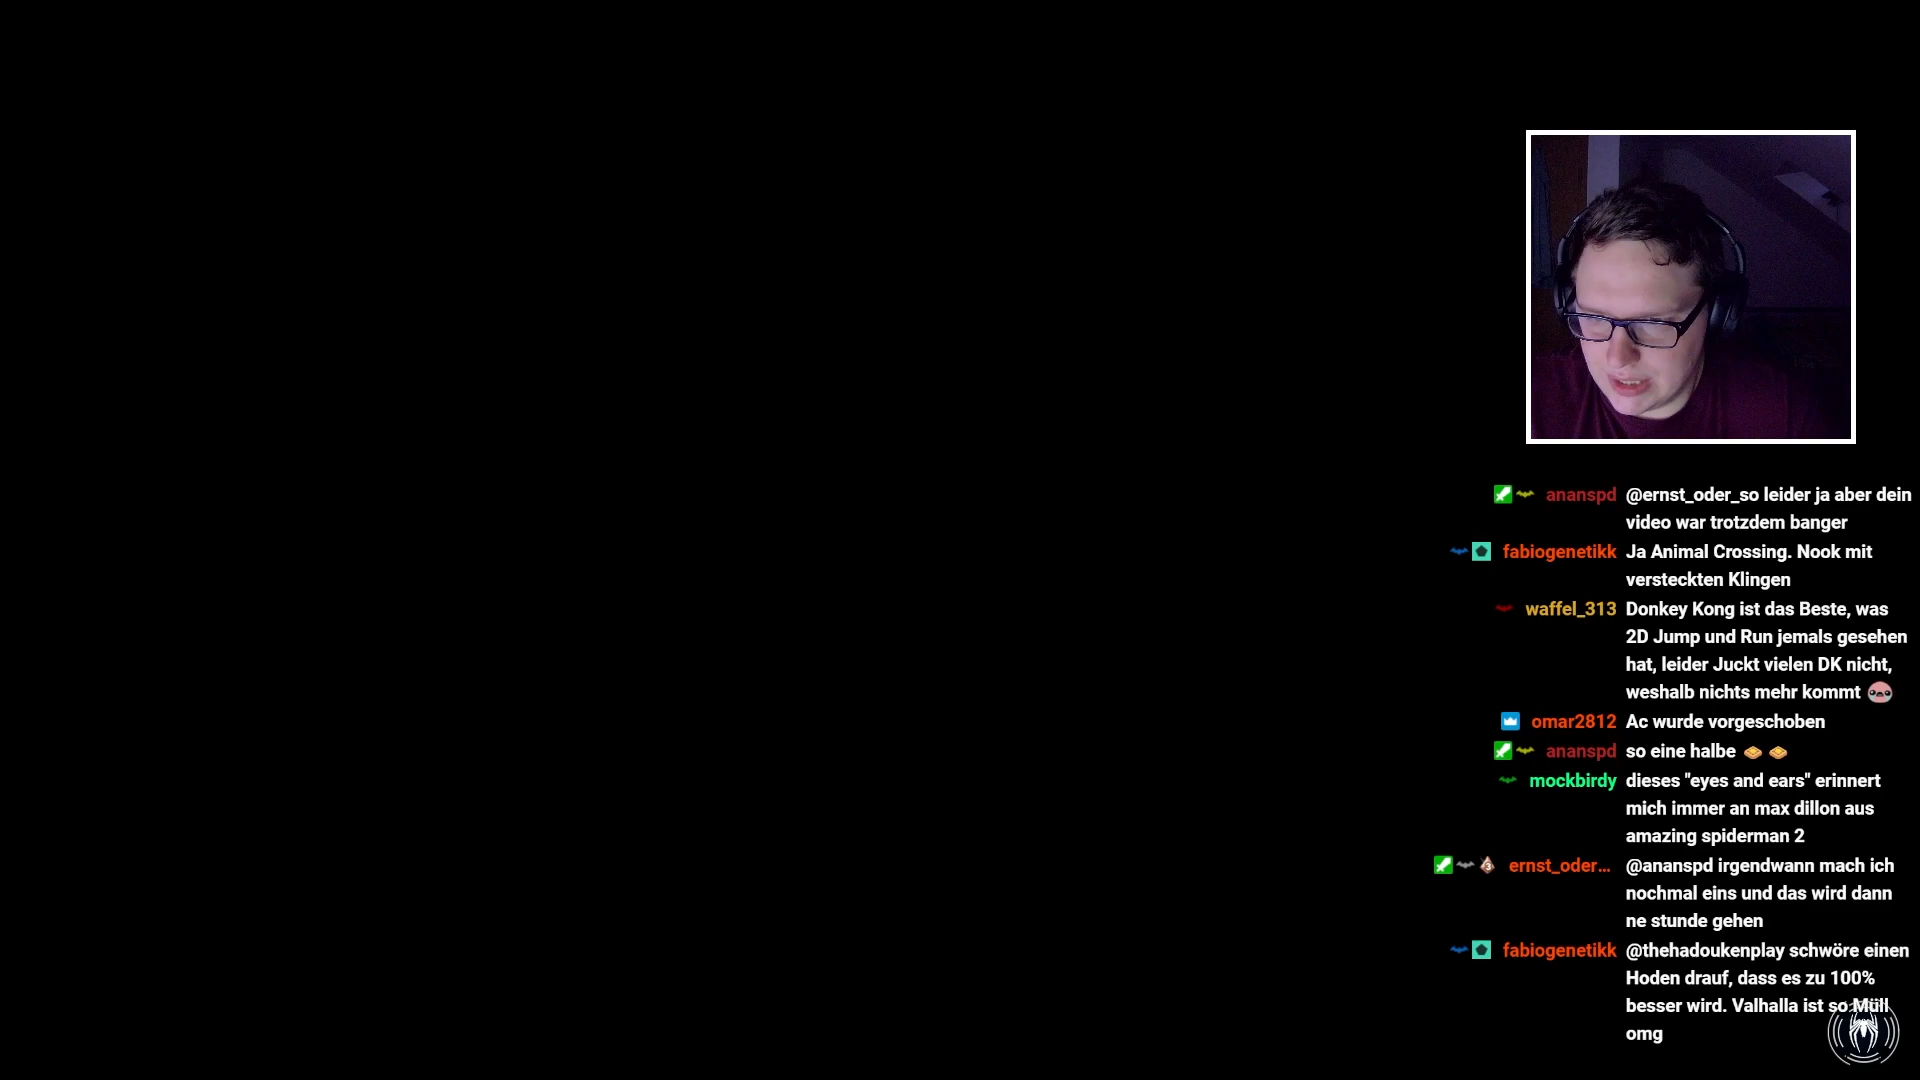 ananspd @ernst_oder_so leider ja aber dein
video war trotzdem banger
fabiogenetikk Ja Animal Crossing. Nook mit
versteckten Klingen
waffel_313 Donkey Kong ist das Beste, was
2D Jump und Run jemals gesehen
hat, leider Juckt vielen DK nicht,
weshalb nichts mehr kommt
omar2812 Ac wurde vorgeschoben
ananspd so eine halbe
mockbirdy dieses "eyes and ears" erinnert
mich immer an max dillon aus
amazing spiderman 2
3 ernst_oder... @ananspd irgendwann mach ich
nochmal eins und das wird dann
ne stunde gehen
fabiogenetikk @thehadoukenplay schwöre einen
Hoden drauf, dass es zu 100%
besser wird. Valhalla ist so Müll
omg